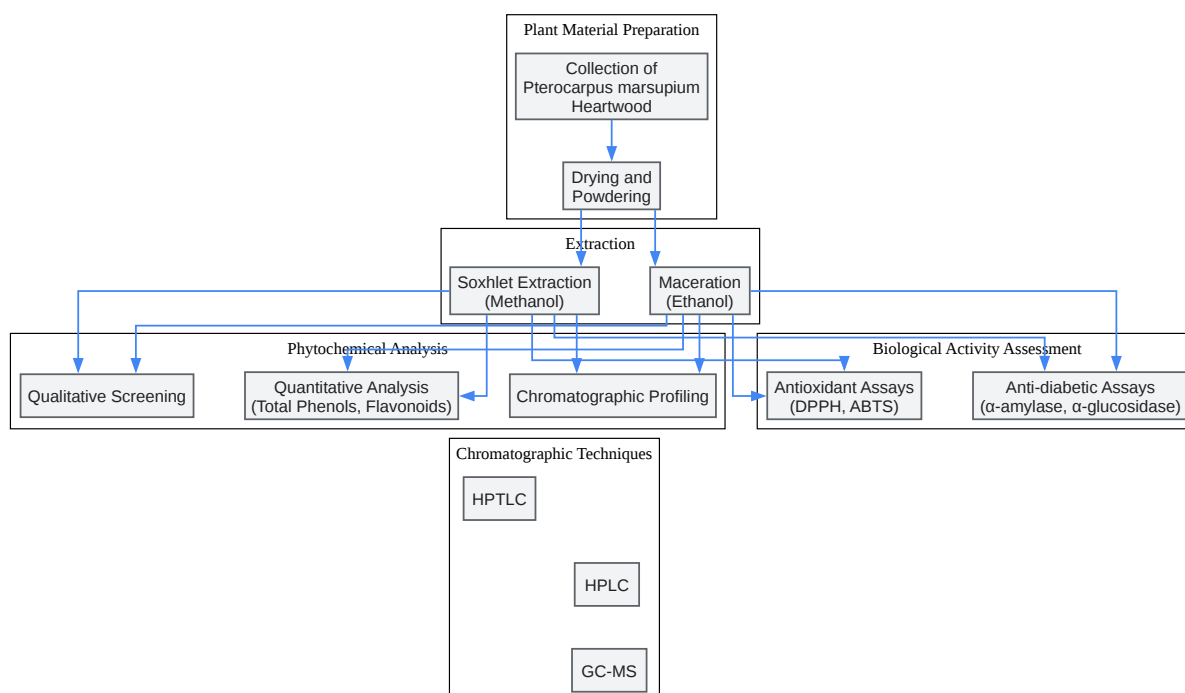 Plant Material Preparation
Collection of
Pterocarpus marsupium
Heartwood
Drying and
Powdering
Extraction
Soxhlet Extraction
(Methanol)
Maceration
(Ethanol)
Phytochemical Analysis
Qualitative Screening
Quantitative Analysis
(Total Phenols, Flavonoids)
Chromatographic Profiling
Biological Activity Assessment
Antioxidant Assays
(DPPH, ABTS)
Anti-diabetic Assays
(α-amylase, α-glucosidase)
Chromatographic Techniques
HPTLC
HPLC
GC-MS